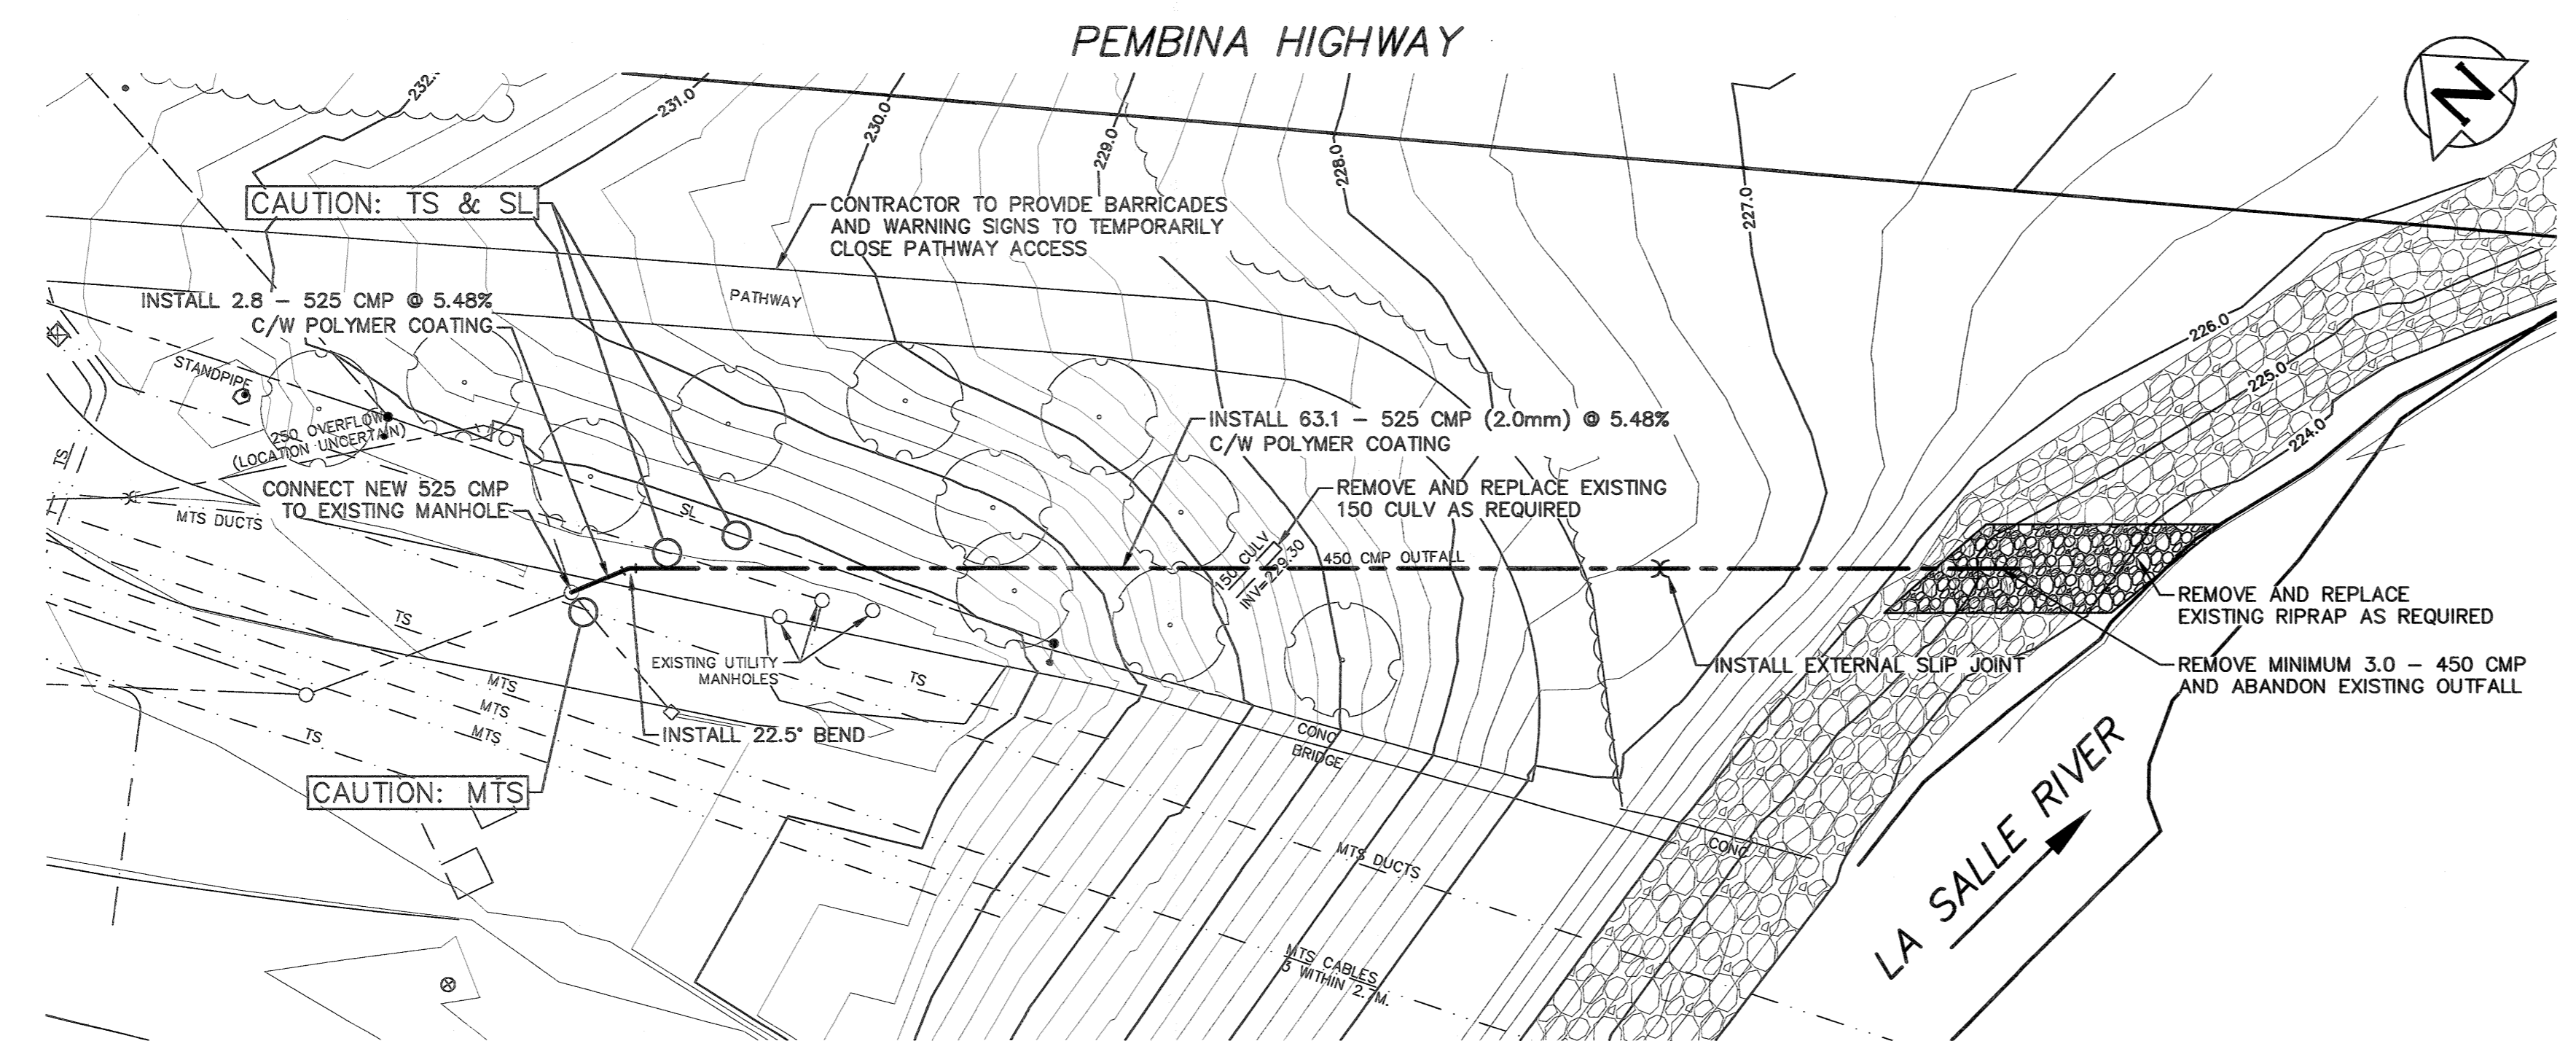 PEMBINA HIGHWAY
N
232.
231.0
230.0
229.0
228.0
227.0
226.0
225.0
224.0
CAUTION: TS & SL
CONTRACTOR TO PROVIDE BARRICADES
AND WARNING SIGNS TO TEMPORARILY
CLOSE PATHWAY ACCESS
PATHWAY
INSTALL 2.8 - 525 CMP @ 5.48%
C/W POLYMER COATING
STANDPIPE
250 OVERFLOW
(LOCATION UNCERTAIN)
TS
CONNECT NEW 525 CMP
TO EXISTING MANHOLE
MTS DUCTS
SL
INSTALL 63.1 - 525 CMP (2.0mm) @ 5.48%
C/W POLYMER COATING
REMOVE AND REPLACE EXISTING
150 CULV AS REQUIRED
150 CULV
INV=229.30
450 CMP OUTFALL
REMOVE AND REPLACE
EXISTING RIPRAP AS REQUIRED
REMOVE MINIMUM 3.0 - 450 CMP
AND ABANDON EXISTING OUTFALL
INSTALL EXTERNAL SLIP JOINT
TS
EXISTING UTILITY
MANHOLES
TS
MTS
MTS
MTS
TS
INSTALL 22.5° BEND
CAUTION: MTS
CONC
BRIDGE
CONC
MTS DUCTS
MTS CABLES
3 WITHIN 2.7M.
LA SALLE RIVER